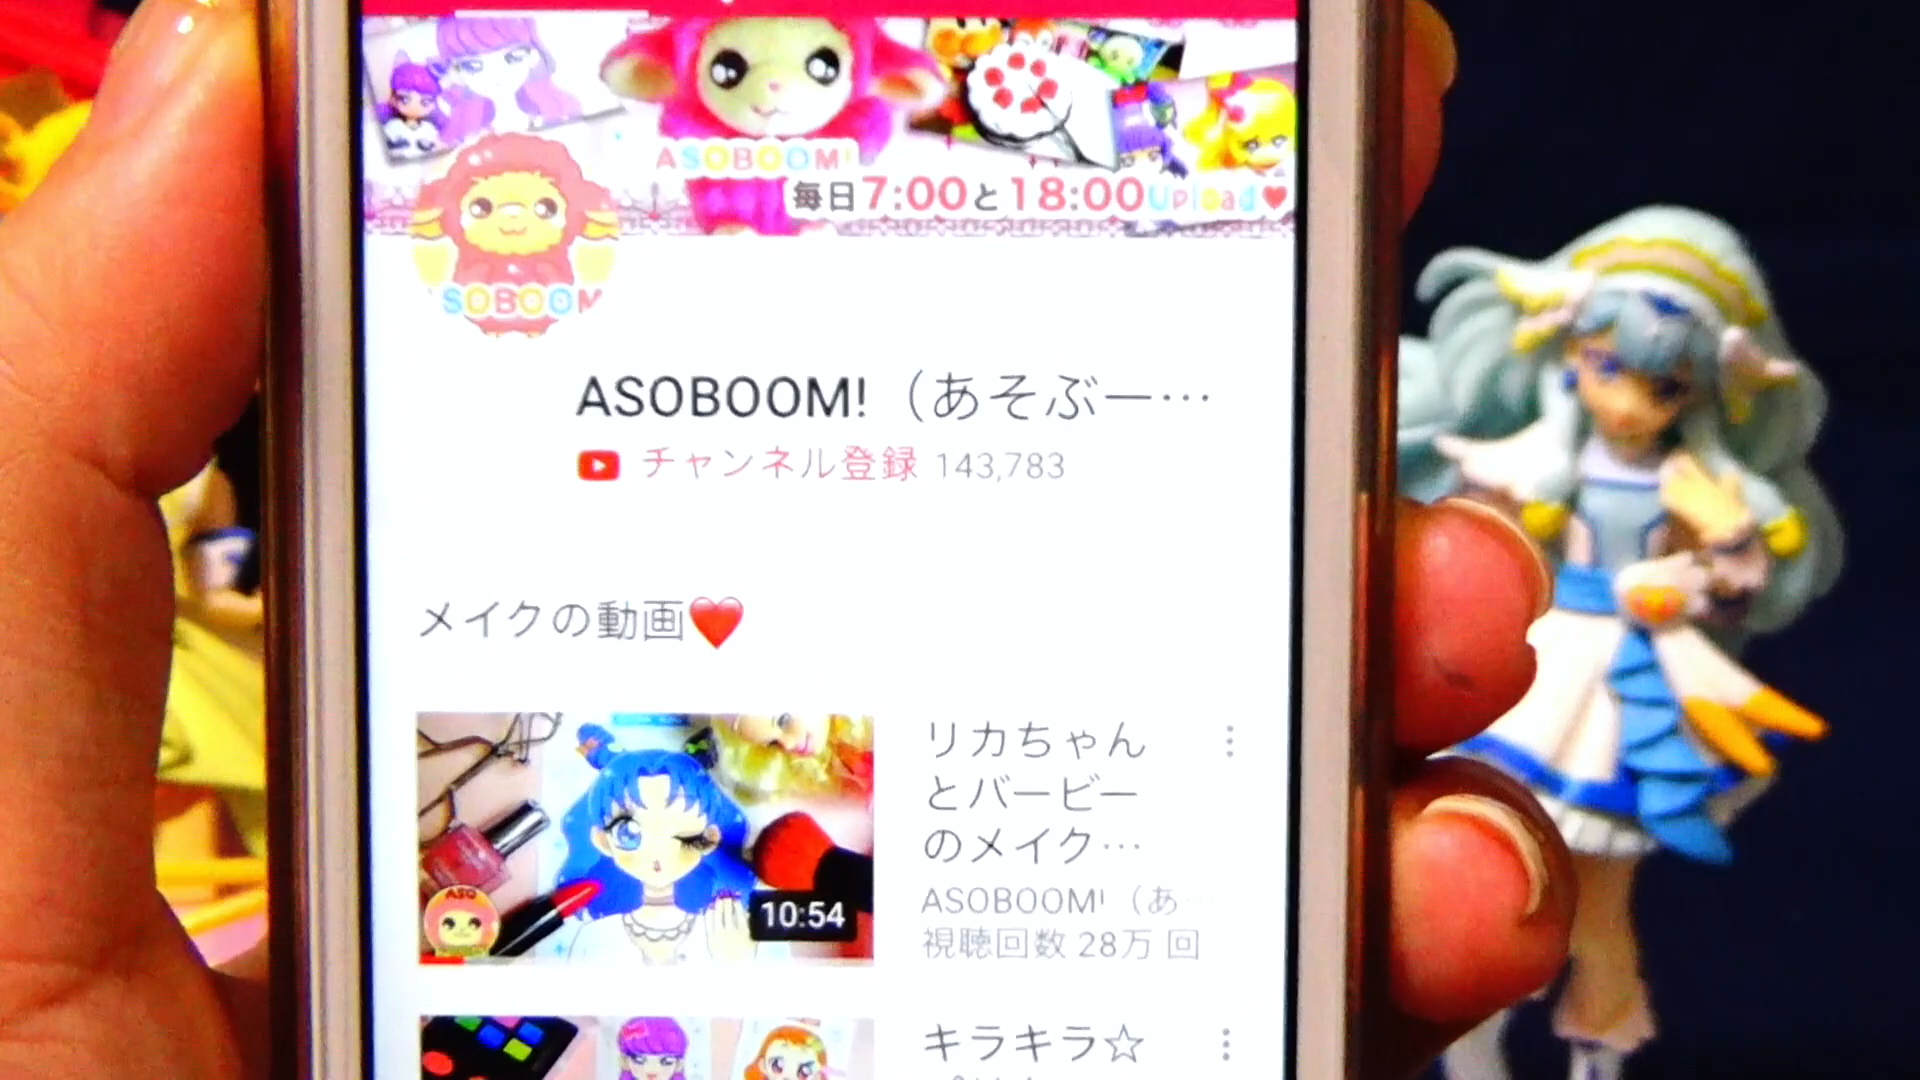 ASOBOOM!
毎日7:00と18:00Upload♥
SOBOOM
ASOBOOM!（あそぶー…
チャンネル登録 143,783
メイクの動画❤
リカちゃん
とバービー
のメイク…
ASOBOOM!（あ
視聴回数 28万 回
ASO
10:54
キラキラ☆